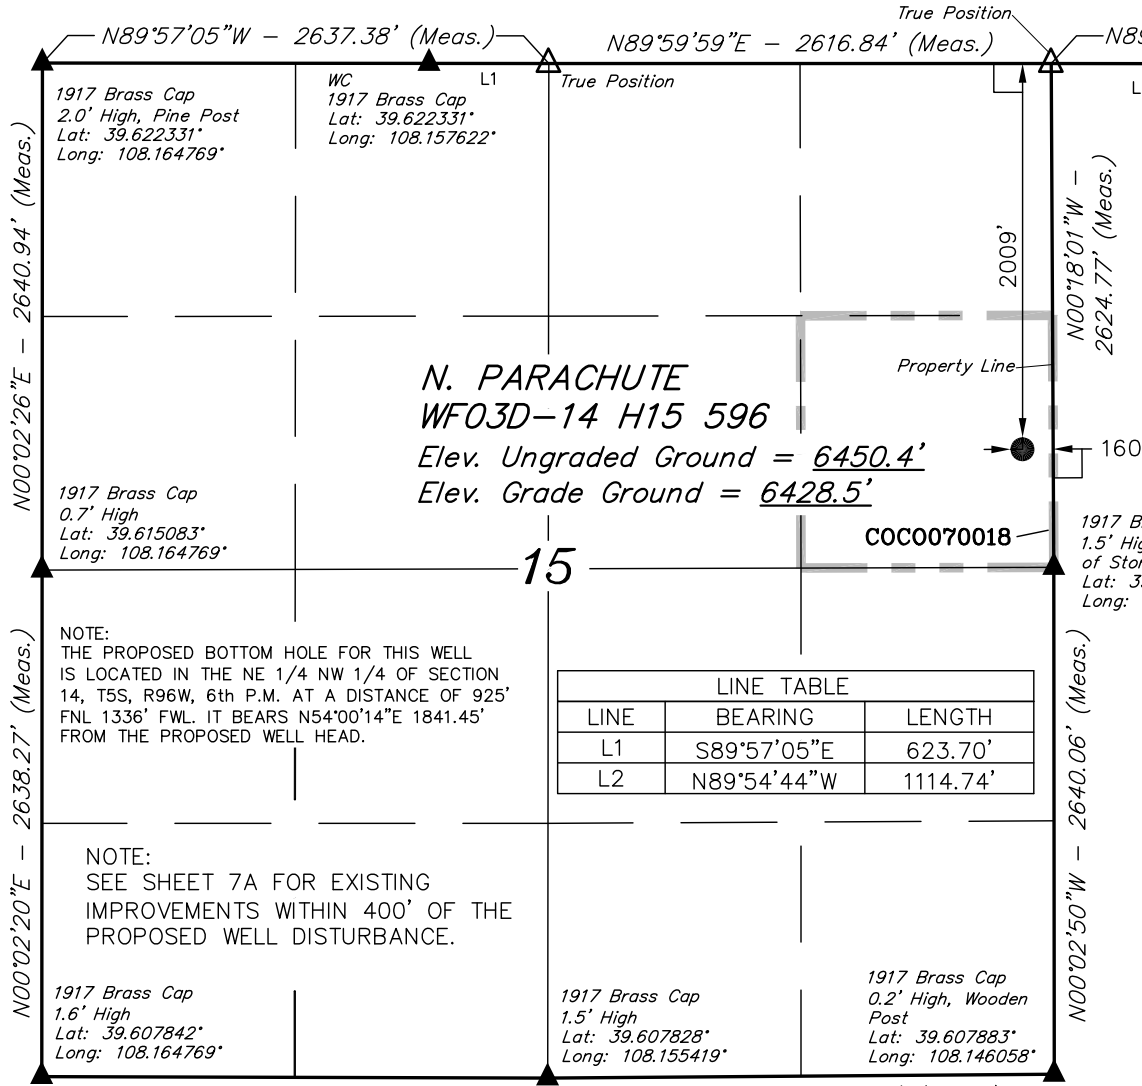 True Position
N89°57'05"W - 2637.38' (Meas.)
N89°59'59"E - 2616.84' (Meas.)
WC
L1
True Position
1917 Brass Cap
2.0' High, Pine Post
Lat: 39.622331°
Long: 108.164769°
1917 Brass Cap
Lat: 39.622331°
Long: 108.157622°
N00°02'26"E - 2640.94' (Meas.)
N00°18'01"W -
2624.77' (Meas.)
2009'
Property Line
N. PARACHUTE
WF03D-14 H15 596
Elev. Ungraded Ground = 6450.4'
Elev. Grade Ground = 6428.5'
160
1917 Brass Cap
0.7' High
Lat: 39.615083°
Long: 108.164769°
COC0070018
of
Lat:
Long:
15
NOTE:
THE PROPOSED BOTTOM HOLE FOR THIS WELL
IS LOCATED IN THE NE 1/4 NW 1/4 OF SECTION
14, T5S, R96W, 6th P.M. AT A DISTANCE OF 925'
FNL 1336' FWL. IT BEARS N54°00'14"E 1841.45'
FROM THE PROPOSED WELL HEAD.
LINE TABLE
LINE BEARING LENGTH
L1 S89°57'05"E 623.70'
L2 N89°54'44"W 1114.74'
N00°02'20"E - 2638.27' (Meas.)
N00°02'50"W - 2640.06' (Meas.)
NOTE:
SEE SHEET 7A FOR EXISTING
IMPROVEMENTS WITHIN 400' OF THE
PROPOSED WELL DISTURBANCE.
1917 Brass Cap
1.6' High
Lat: 39.607842°
Long: 108.164769°
1917 Brass Cap
1.5' High
Lat: 39.607828°
Long: 108.155419°
1917 Brass Cap
0.2' High, Wooden
Post
Lat: 39.607883°
Long: 108.146058°